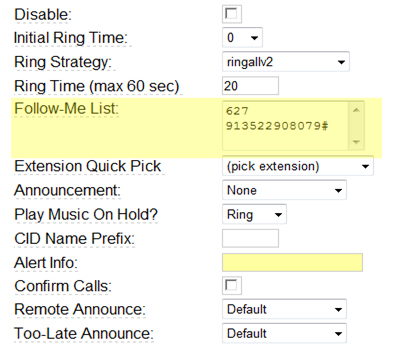 Disable:
Initial Ring Time: 0
Ring Strategy: ringallv2
Ring Time (max 60 sec) 20
Follow-Me List: 627
913522908079#
Extension Quick Pick (pick extension)
Announcement: None
Play Music On Hold? Ring
CID Name Prefix:
Alert Info:
Confirm Calls:
Remote Announce: Default
Too-Late Announce: Default